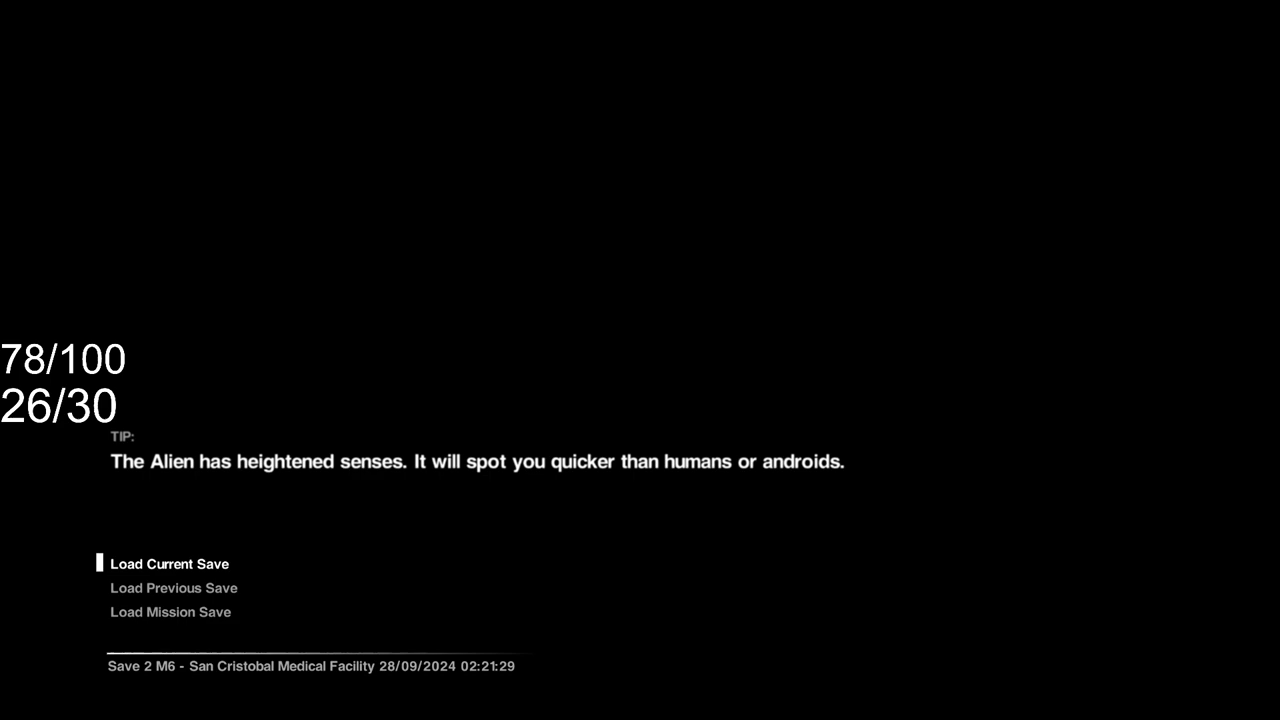 78/100
26/30
TIP:
The Alien has heightened senses. It will spot you quicker than humans or androids.
Load Current Save
Load Previous Save
Load Mission Save
Save 2 M6 - San Cristobal Medical Facility 28/09/2024 02:21:29